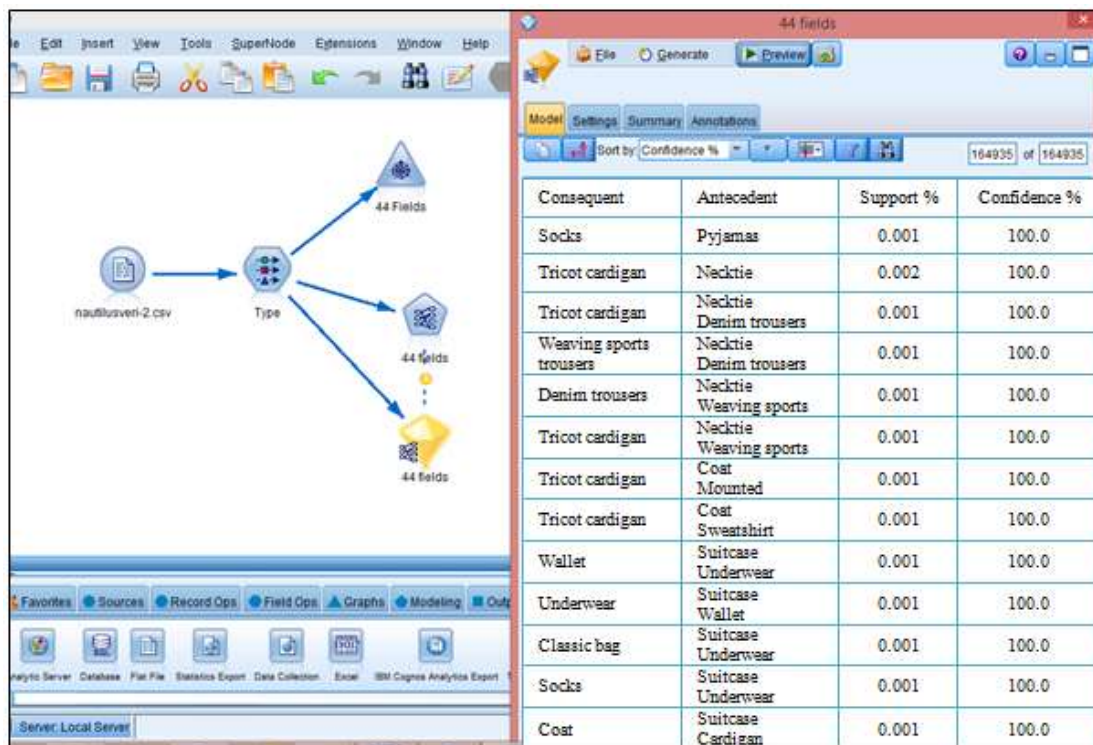 Edit Insert View Tools SuperNode Extensions Window Help
44 Fields
nautilusveri-2.csv
Type
44 fields
44 fields
Favorites Sources Record Ops Field Ops Graphs Modeling
Database Flat File Statistics Export Data Collection Excel IBM Cognos Analytics Export
Server: Local Server
44 fields
File Generate Preview
Model Settings Summary Annotations
Sort by: Confidence % 164935 of 164935
Consequent Antecedent Support % Confidence %
Socks Pyjamas 0.001 100.0
Tricot cardigan Necktie 0.002 100.0
Tricot cardigan Necktie 0.001 100.0
Denim trousers
Weaving sports trousers Necktie 0.001 100.0
Denim trousers
Denim trousers Necktie 0.001 100.0
Weaving sports
Tricot cardigan Necktie 0.001 100.0
Weaving sports
Tricot cardigan Coat 0.001 100.0
Mounted
Tricot cardigan Coat 0.001 100.0
Sweatshirt
Wallet Suitcase 0.001 100.0
Underwear
Underwear Suitcase 0.001 100.0
Wallet
Classic bag Suitcase 0.001 100.0
Underwear
Socks Suitcase 0.001 100.0
Underwear
Coat Suitcase 0.001 100.0
Cardigan